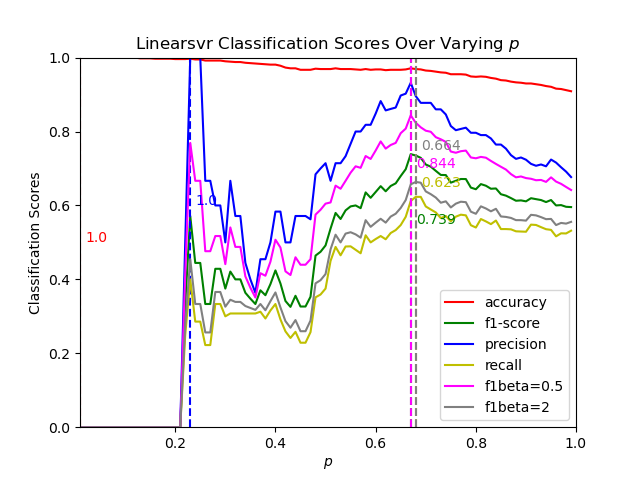 Linearsvr Classification Scores Over Varying p
Classification Scores
1.0
0.8
0.6
0.4
0.2
0.0
1.0
1.0
0.664
0.844
0.623
0.739
accuracy
f1-score
precision
recall
f1beta=0.5
f1beta=2
0.2 0.4 0.6 0.8 1.0
p